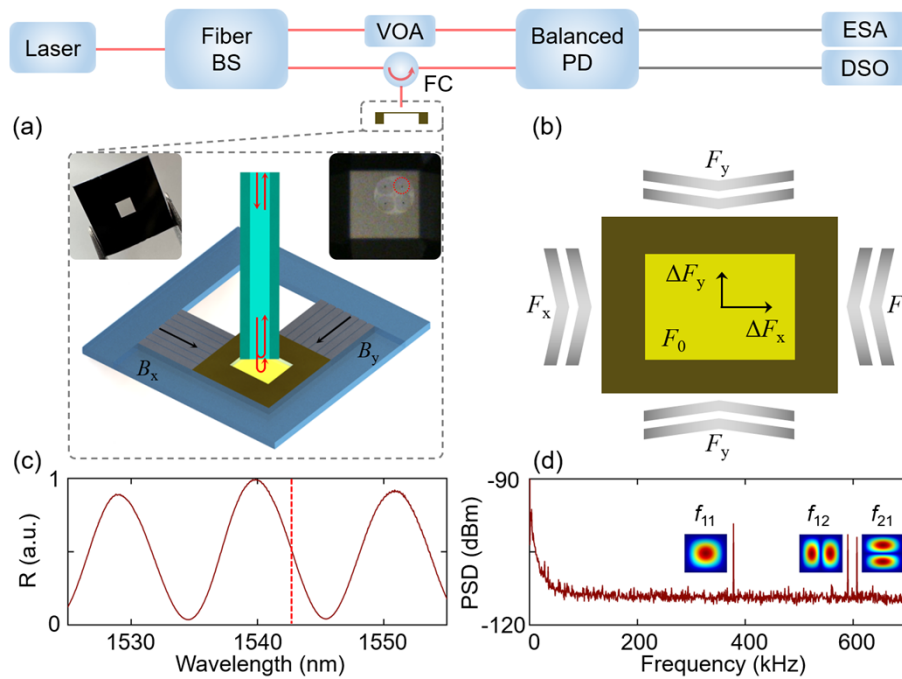 Laser
Fiber
BS
VOA
Balanced
PD
ESA
DSO
FC
(a)
(b)
Bx
By
Fy
Fx
ΔFy
ΔFx
F0
F
Fy
(c)
1
R (a.u.)
0
1530 1540 1550
Wavelength (nm)
(d)
-90
PSD (dBm)
-120
f11
f12
f21
0 200 400 600
Frequency (kHz)